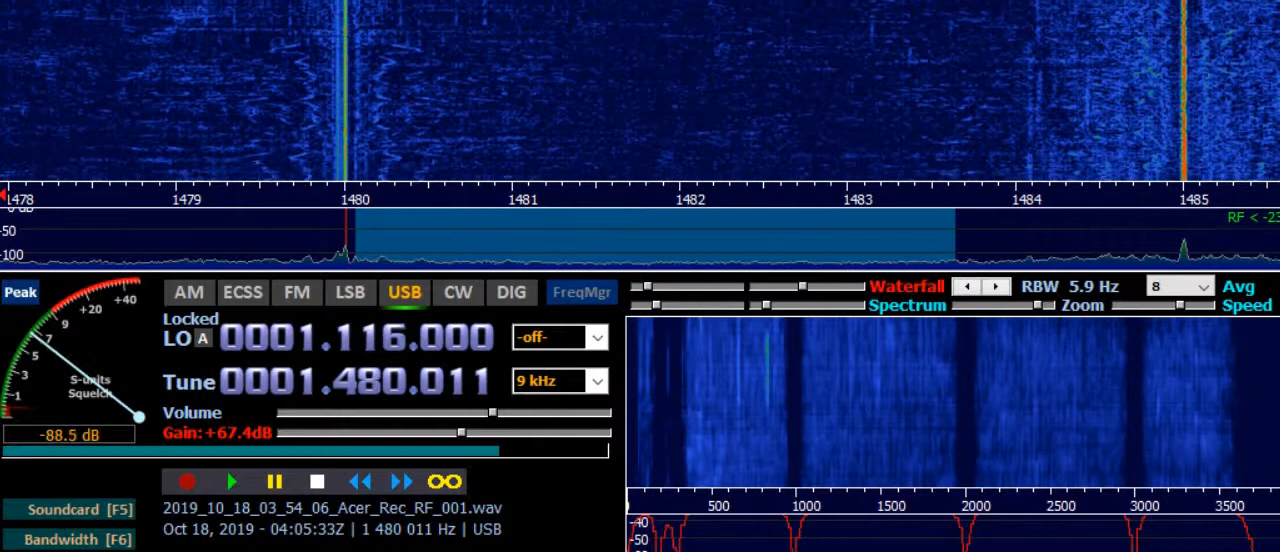 1478 1479 1480 1481 1482 1483 1484 1485
0 dB
RF < -23
-50
-100
Peak
1 3 5 7 9 +20 +40
S-units
Squelch
-88.5 dB
AM ECSS FM LSB USB CW DIG FreqMgr
Locked
LO A 0001.116.000 -off-
Tune 0001.480.011 9 kHz
Volume
Gain: +67.4dB
Waterfall RBW 5.9 Hz 8 Avg
Spectrum Zoom Speed
2019_10_18_03_54_06_Acer_Rec_RF_001.wav
Oct 18, 2019 - 04:05:33Z | 1 480 011 Hz | USB
Soundcard [F5]
Bandwidth [F6]
500 1000 1500 2000 2500 3000 3500
-40
-50